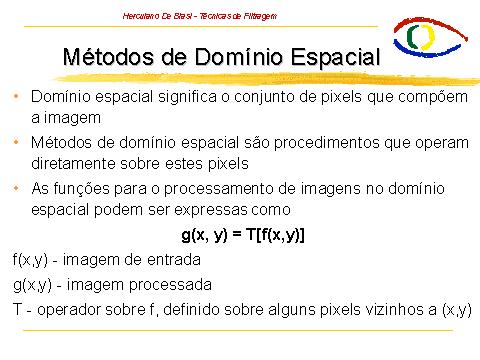 Herculano De Biasi - Técnicas de Filtragem
Métodos de Domínio Espacial
• Domínio espacial significa o conjunto de pixels que compõem
a imagem
• Métodos de domínio espacial são procedimentos que operam
diretamente sobre estes pixels
• As funções para o processamento de imagens no domínio
espacial podem ser expressas como
g(x, y) = T[f(x,y)]
f(x,y) - imagem de entrada
g(x,y) - imagem processada
T - operador sobre f, definido sobre alguns pixels vizinhos a (x,y)